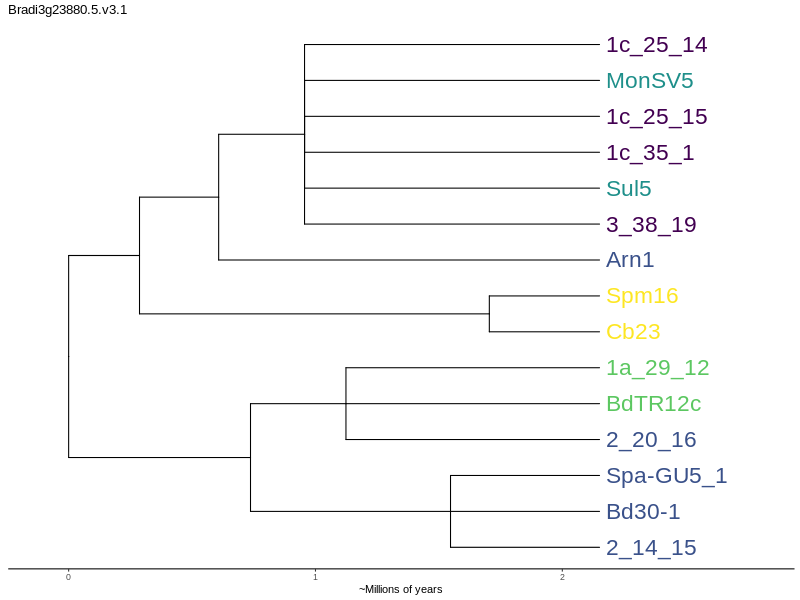 Bradi3g23880.5.v3.1
1c_25_14
MonSV5
1c_25_15
1c_35_1
Sul5
3_38_19
Arn1
Spm16
Cb23
1a_29_12
BdTR12c
2_20_16
Spa-GU5_1
Bd30-1
2_14_15
0 1 2
~Millions of years